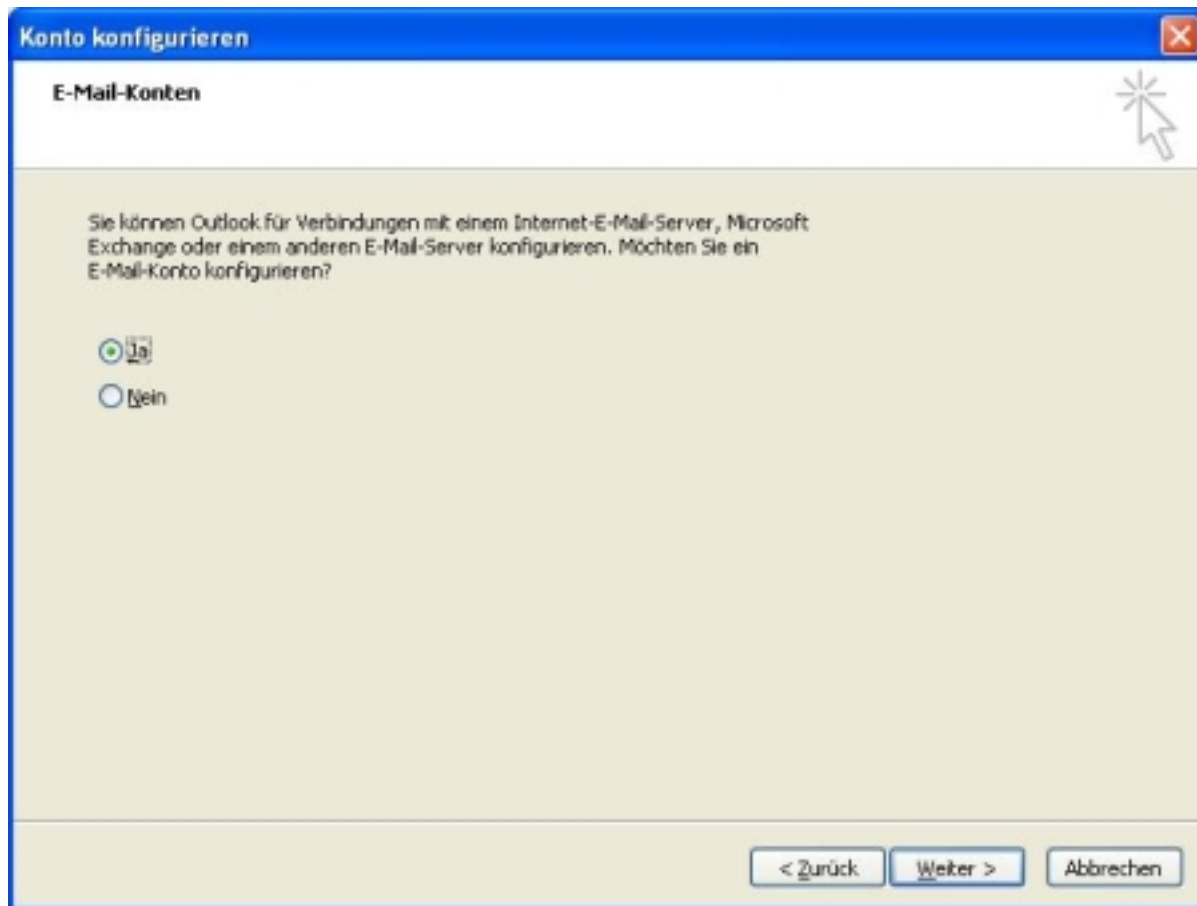 Konto konfigurieren
E-Mail-Konten
Sie können Outlook für Verbindungen mit einem Internet-E-Mail-Server, Microsoft
Exchange oder einem anderen E-Mail-Server konfigurieren. Möchten Sie ein
E-Mail-Konto konfigurieren?
Ja
Nein
< Zurück Weiter > Abbrechen